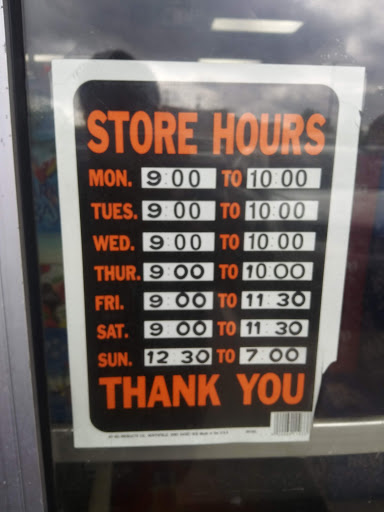 STORE HOURS
MON. 9:00 TO 10:00
TUES. 9:00 TO 10:00
WED. 9:00 TO 10:00
THUR. 9:00 TO 10:00
FRI. 9:00 TO 11:30
SAT. 9:00 TO 11:30
SUN. 12:30 TO 7:00
THANK YOU